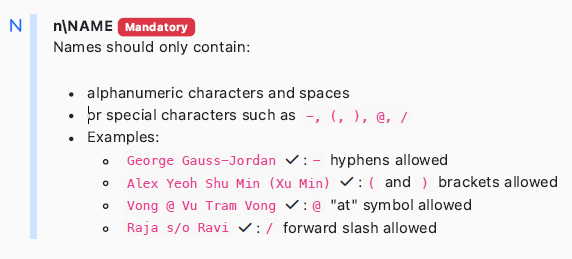 N n\NAME Mandatory
Names should only contain:
• alphanumeric characters and spaces
• or special characters such as -, (, ), @, /
• Examples:
George Gauss-Jordan ✓: - hyphens allowed
Alex Yeoh Shu Min (Xu Min) ✓: ( and ) brackets allowed
Vong @ Vu Tram Vong ✓: @ "at" symbol allowed
Raja s/o Ravi ✓: / forward slash allowed